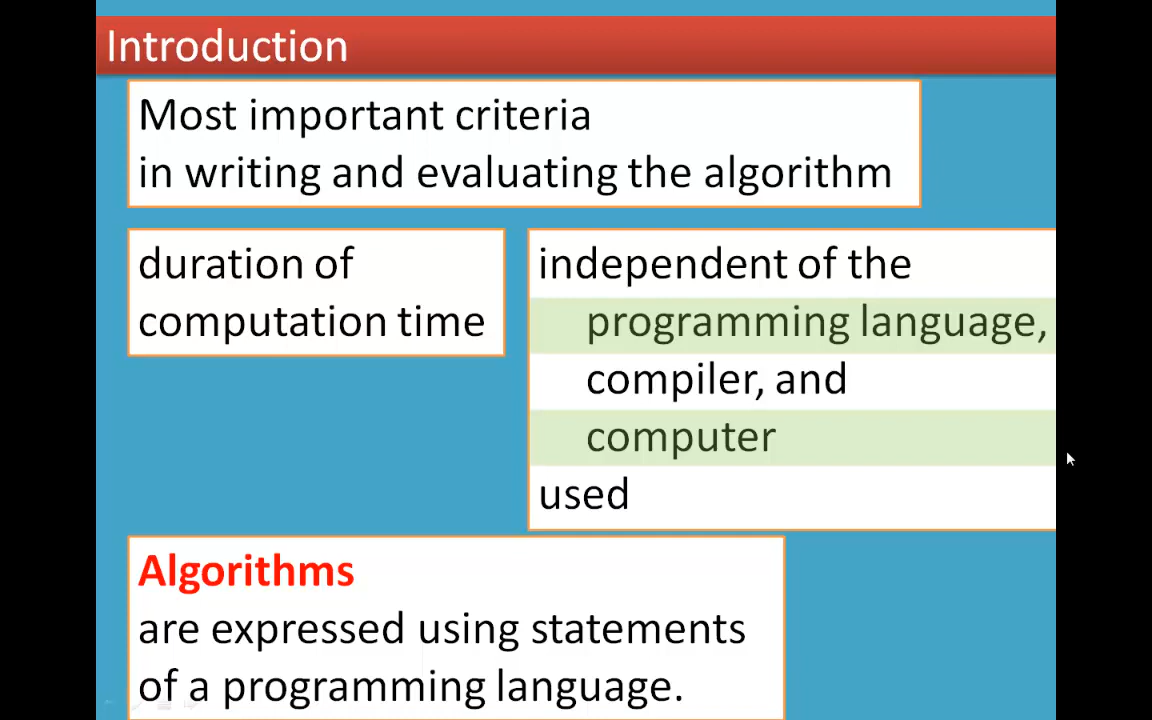 Introduction
Most important criteria
in writing and evaluating the algorithm
duration of
computation time
independent of the
programming language,
compiler, and
computer
used
Algorithms
are expressed using statements
of a programming language.